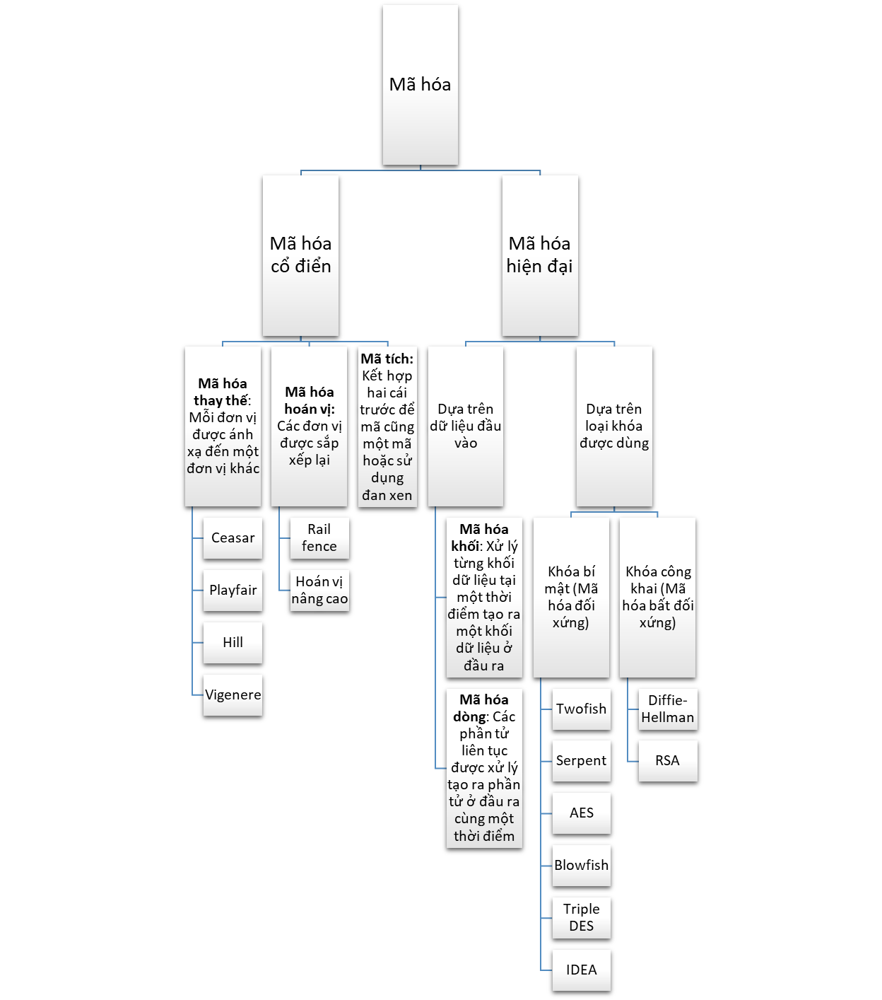 Mã hóa
Mã hóa
cổ điển
Mã hóa
hiện đại
Mã hóa
thay thế:
Mỗi đơn vị
được ánh
xạ đến một
đơn vị khác
Mã hóa
hoán vị:
Các đơn vị
được sắp
xếp lại
Mã tích:
Kết hợp
hai cái
trước để
mã cũng
một mã
hoặc sử
dụng
đan xen
Dựa trên
dữ liệu đầu
vào
Dựa trên
loại khóa
được dùng
Ceasar
Playfair
Hill
Vigenere
Rail
fence
Hoán vị
nâng cao
Mã hóa
khối: Xử lý
từng khối
dữ liệu tại
một thời
điểm tạo ra
một khối
dữ liệu ở
đầu ra
Mã hóa
dòng: Các
phần tử
liên tục
được xử lý
tạo ra phần
tử ở đầu ra
cùng một
thời điểm
Khóa bí
mật (Mã
hóa đối
xứng)
Khóa công
khai (Mã
hóa bất đối
xứng)
Twofish
Serpent
AES
Blowfish
Triple
DES
IDEA
Diffie-
Hellman
RSA